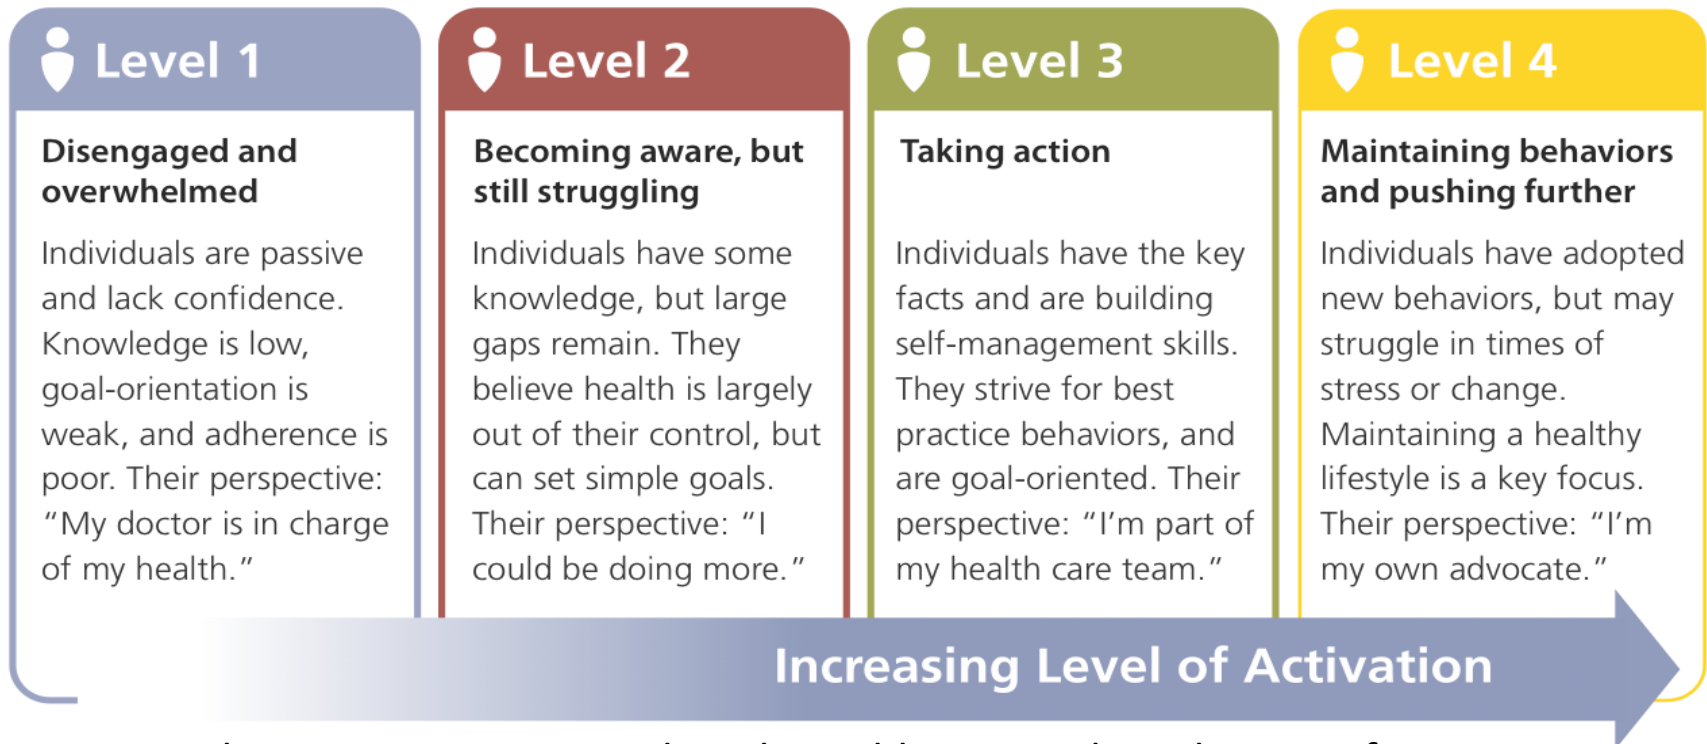 Level 1
Disengaged and
overwhelmed
Individuals are passive
and lack confidence.
Knowledge is low,
goal-orientation is
weak, and adherence is
poor. Their perspective:
“My doctor is in charge
of my health.”
Level 2
Becoming aware, but
still struggling
Individuals have some
knowledge, but large
gaps remain. They
believe health is largely
out of their control, but
can set simple goals.
Their perspective: “I
could be doing more.”
Level 3
Taking action
Individuals have the key
facts and are building
self-management skills.
They strive for best
practice behaviors, and
are goal-oriented. Their
perspective: “I’m part of
my health care team.”
Level 4
Maintaining behaviors
and pushing further
Individuals have adopted
new behaviors, but may
struggle in times of
stress or change.
Maintaining a healthy
lifestyle is a key focus.
Their perspective: “I’m
my own advocate.”
Increasing Level of Activation